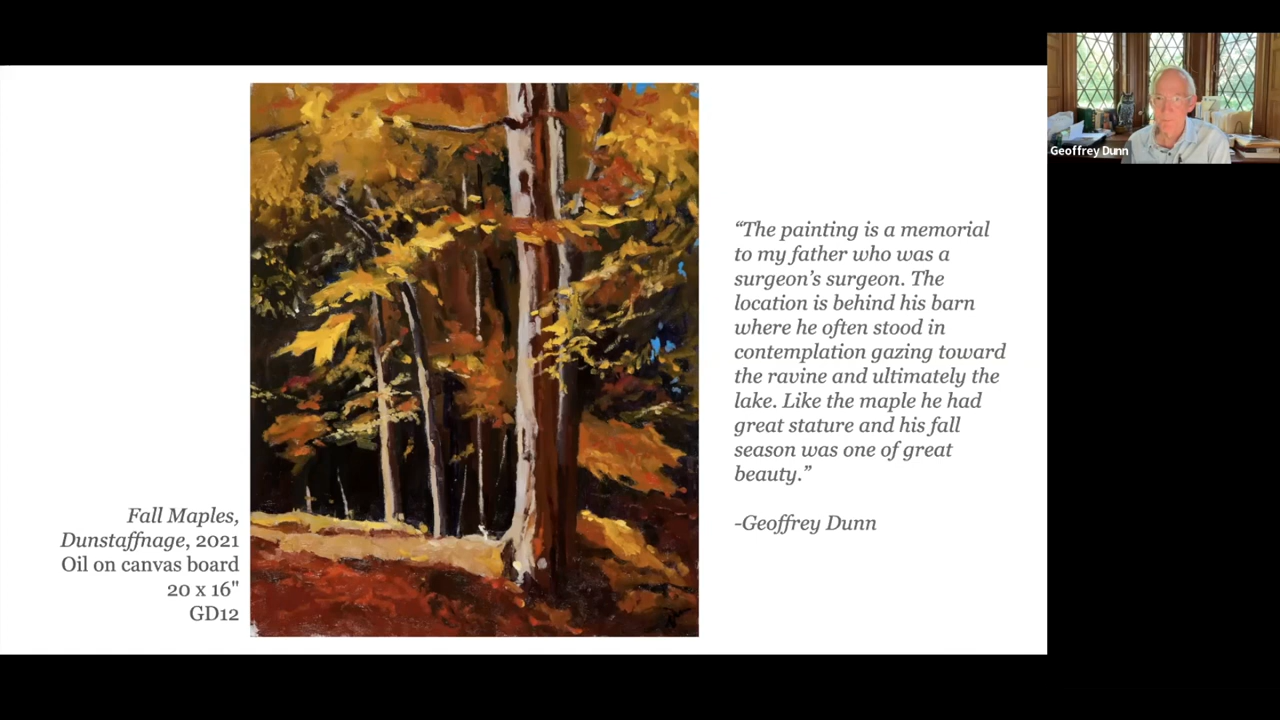 Fall Maples,
Dunstaffnage, 2021
Oil on canvas board
20 x 16"
GD12
“The painting is a memorial
to my father who was a
surgeon’s surgeon. The
location is behind his barn
where he often stood in
contemplation gazing toward
the ravine and ultimately the
lake. Like the maple he had
great stature and his fall
season was one of great
beauty.”
-Geoffrey Dunn
Geoffrey Dunn